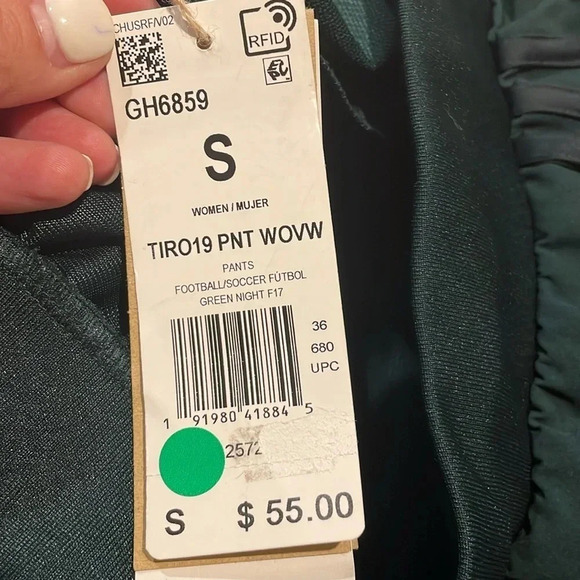 CHUSRF/V02
RFID
GH6859
S
WOMEN / MUJER
TIRO19 PNT WOVW
PANTS
FOOTBALL/SOCCER FÚTBOL
GREEN NIGHT F17
36
680
UPC
1 91980 41884 5
2572
S $ 55.00